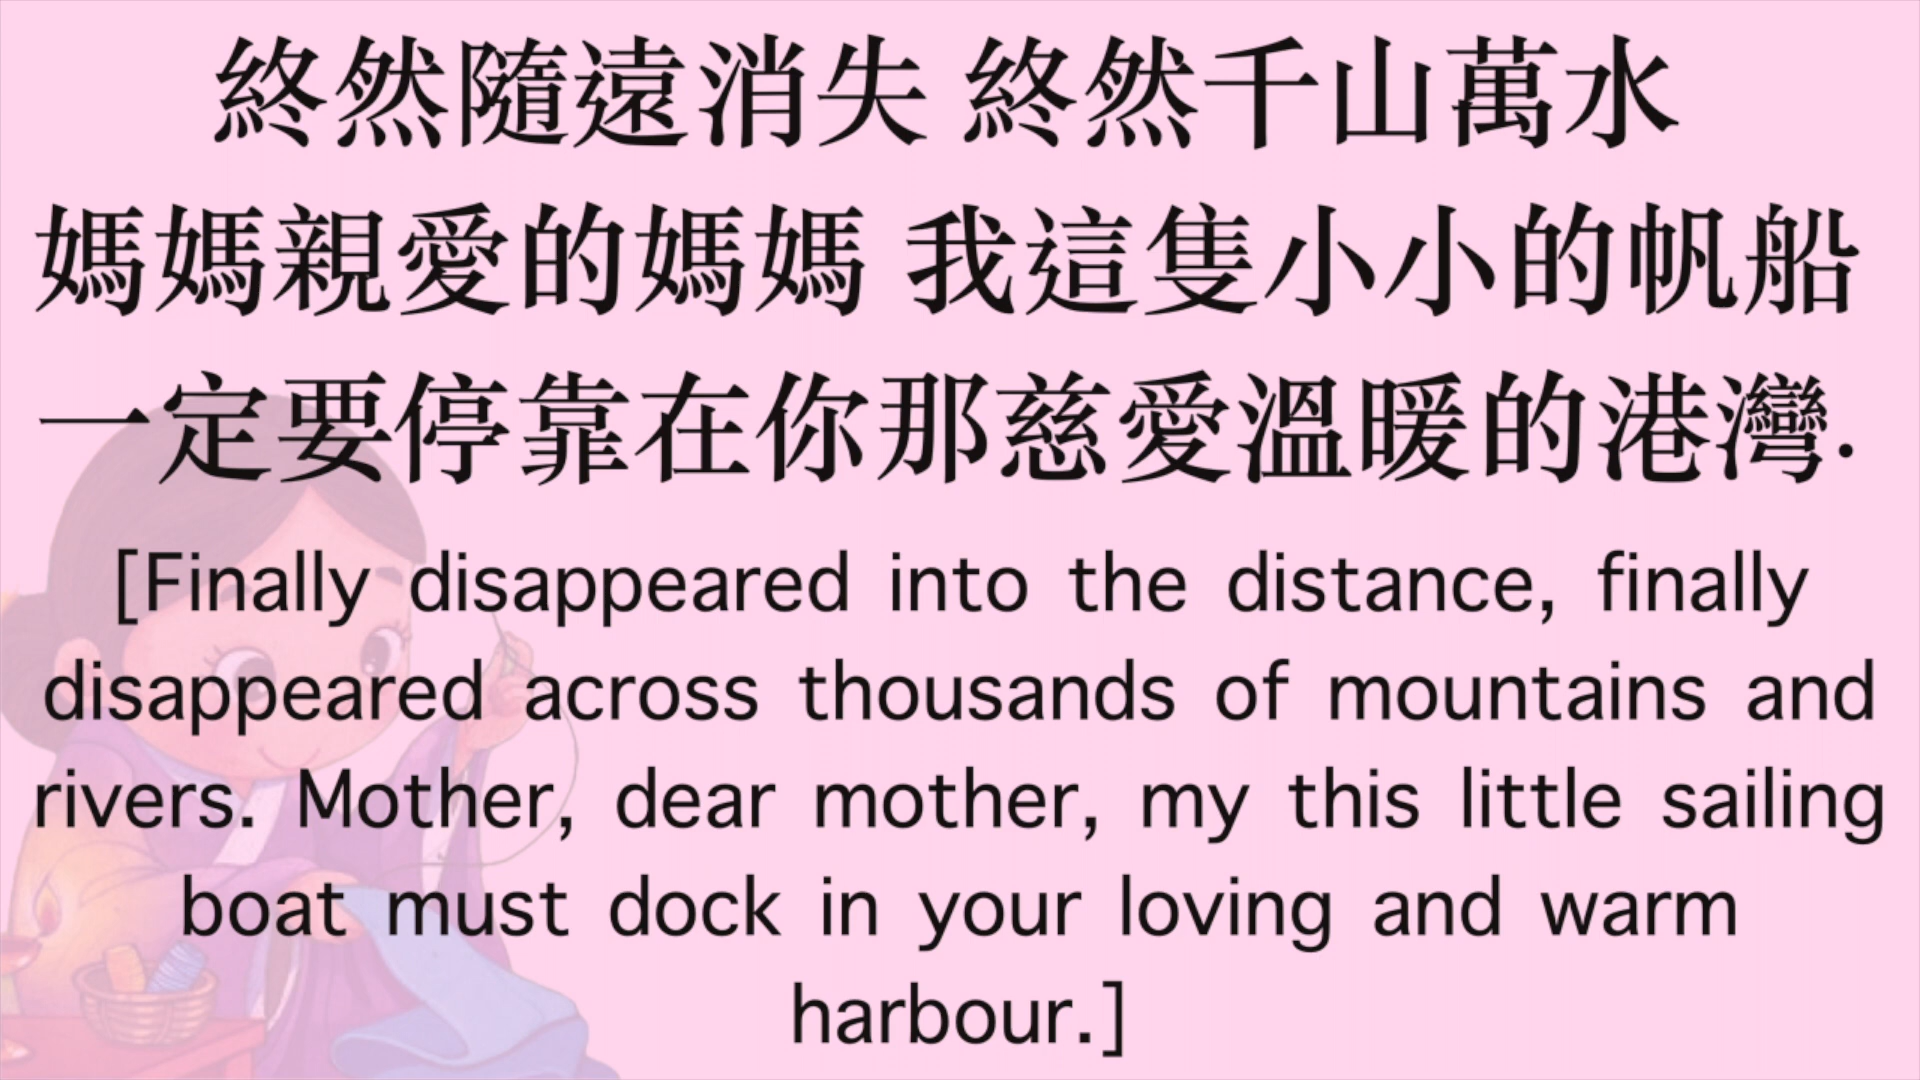 終然隨遠消失 終然千山萬水
媽媽親愛的媽媽 我這隻小小的帆船
一定要停靠在你那慈愛溫暖的港灣.
[Finally disappeared into the distance, finally
disappeared across thousands of mountains and
rivers. Mother, dear mother, my this little sailing
boat must dock in your loving and warm
harbour.]